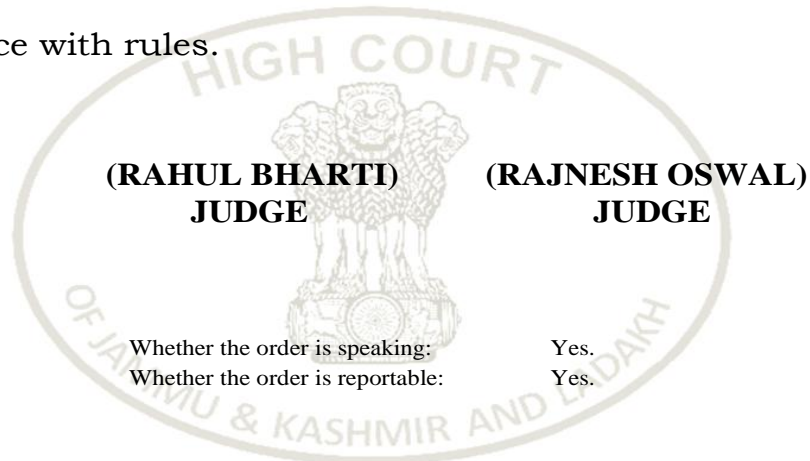 ce with rules.
HIGH COURT
(RAHUL BHARTI) (RAJNESH OSWAL)
JUDGE JUDGE
Whether the order is speaking: Yes.
Whether the order is reportable: Yes.
OF JAMMU & KASHMIR AND LADAKH